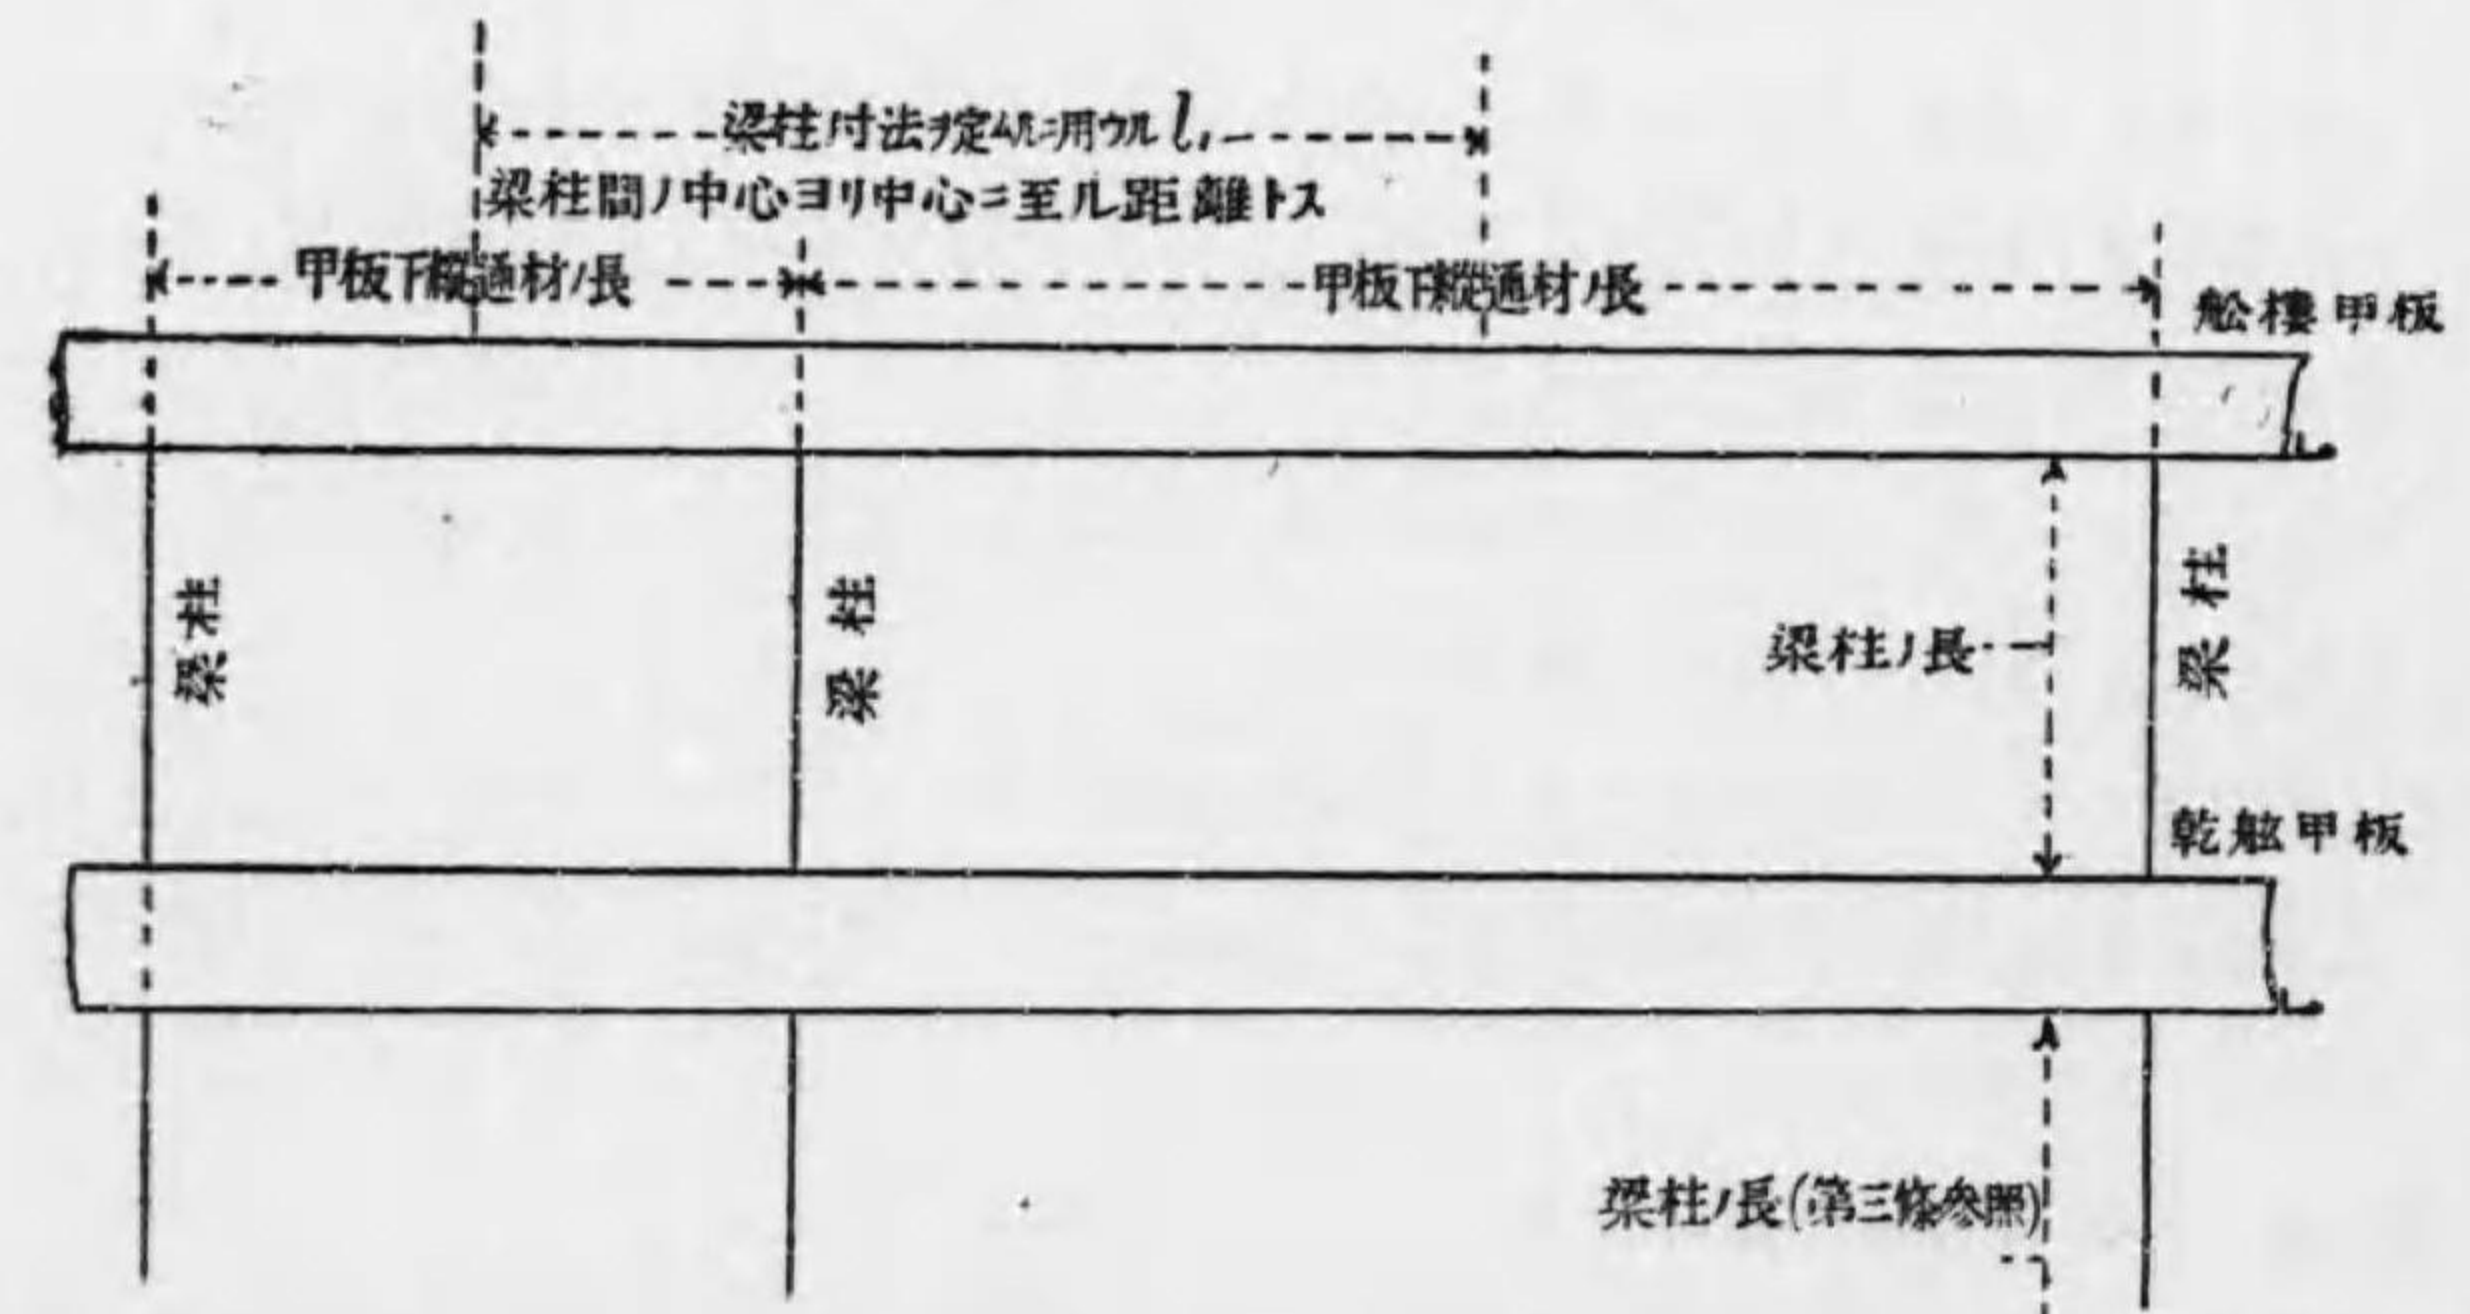 梁柱寸法ヲ定ムルニ用ウル l,
梁柱間ノ中心ヨリ中心ニ至ル距離トス
甲板下縱通材ノ長
甲板下縱通材ノ長
舩樓甲板
梁柱
梁柱
梁柱ノ長
梁柱
乾舷甲板
梁柱ノ長(第三條參照)